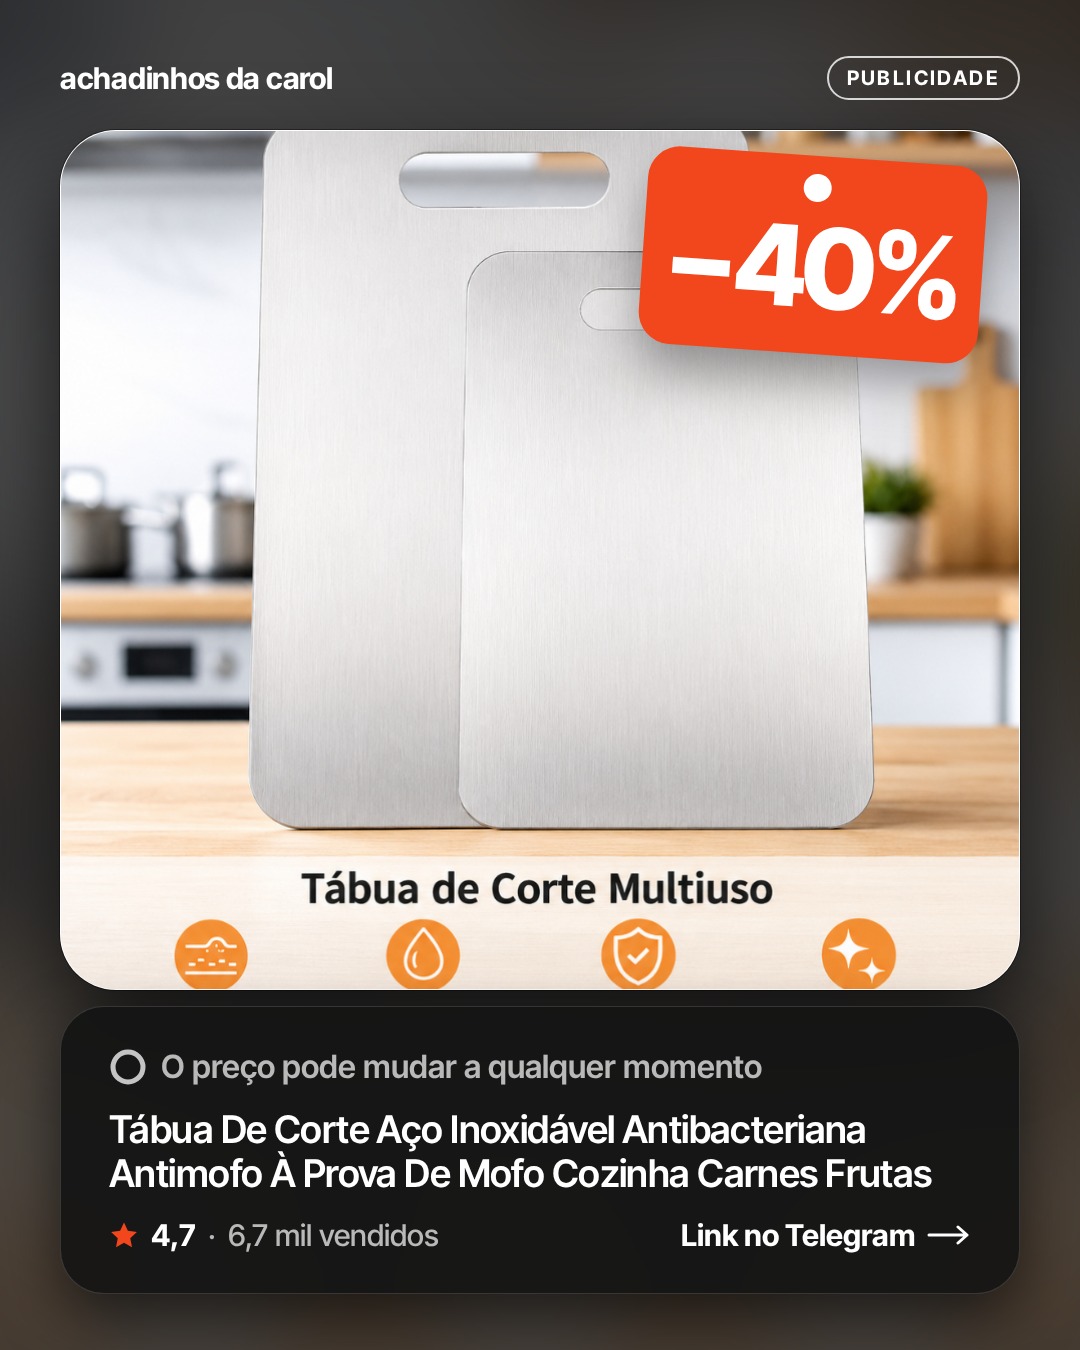 achadinhos da carol
PUBLICIDADE
−40%
Tábua de Corte Multiuso
O preço pode mudar a qualquer momento
Tábua De Corte Aço Inoxidável Antibacteriana
Antimofo À Prova De Mofo Cozinha Carnes Frutas
4,7 · 6,7 mil vendidos
Link no Telegram →